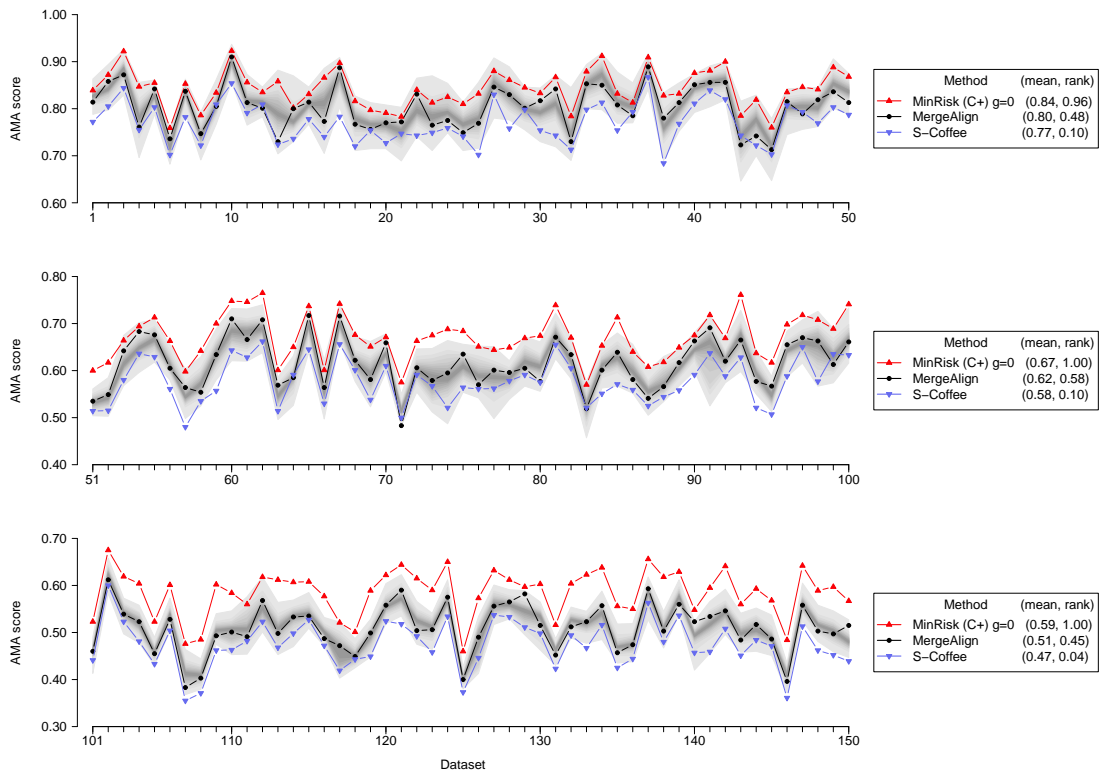 1.00
0.90
0.80
0.70
0.60
AMA score
1 10 20 30 40 50
Method (mean, rank)
MinRisk (C+) g=0 (0.84, 0.96)
MergeAlign (0.80, 0.48)
S−Coffee (0.77, 0.10)
0.80
0.70
0.60
0.50
0.40
AMA score
51 60 70 80 90 100
Method (mean, rank)
MinRisk (C+) g=0 (0.67, 1.00)
MergeAlign (0.62, 0.58)
S−Coffee (0.58, 0.10)
0.70
0.60
0.50
0.40
0.30
AMA score
101 110 120 130 140 150
Dataset
Method (mean, rank)
MinRisk (C+) g=0 (0.59, 1.00)
MergeAlign (0.51, 0.45)
S−Coffee (0.47, 0.04)